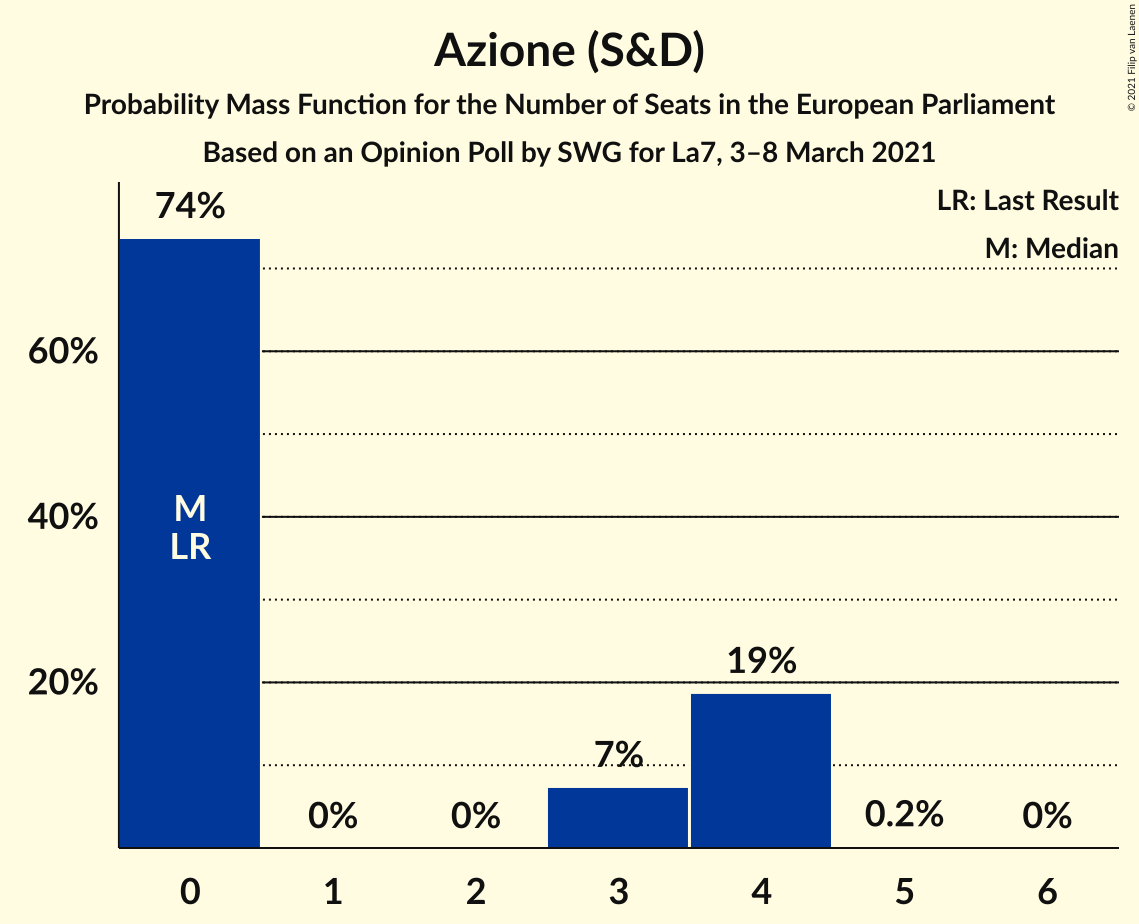 Azione (S&D)
Probability Mass Function for the Number of Seats in the European Parliament
Based on an Opinion Poll by SWG for La7, 3–8 March 2021
© 2021 Filip van Laenen
LR: Last Result
M: Median
74%
60%
40%
20%
M
LR
0%
0%
7%
19%
0.2%
0%
0 1 2 3 4 5 6